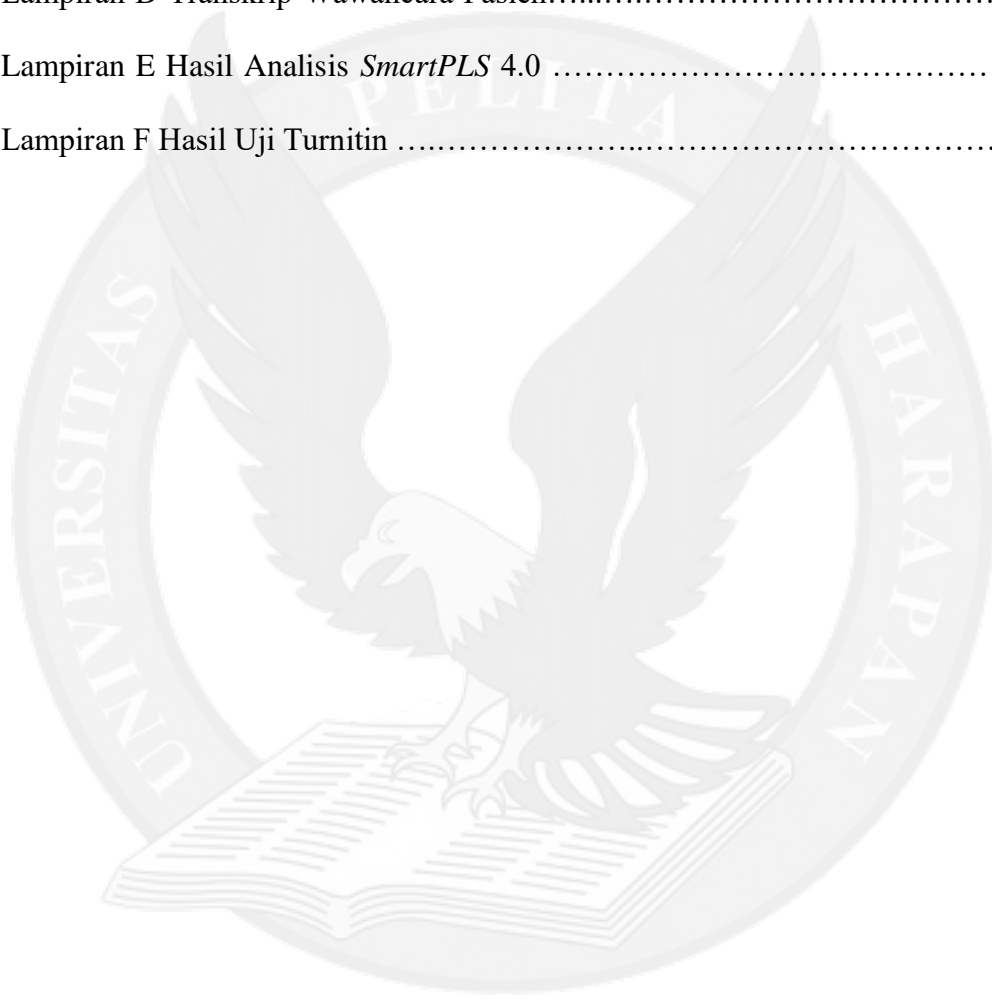 Lampiran D Transkrip Wawancara Pasien…...….……………………………
Lampiran E Hasil Analisis SmartPLS 4.0 ……………………………………
Lampiran F Hasil Uji Turnitin ….………………..……………………………
UNIVERSITAS PELITA HARAPAN